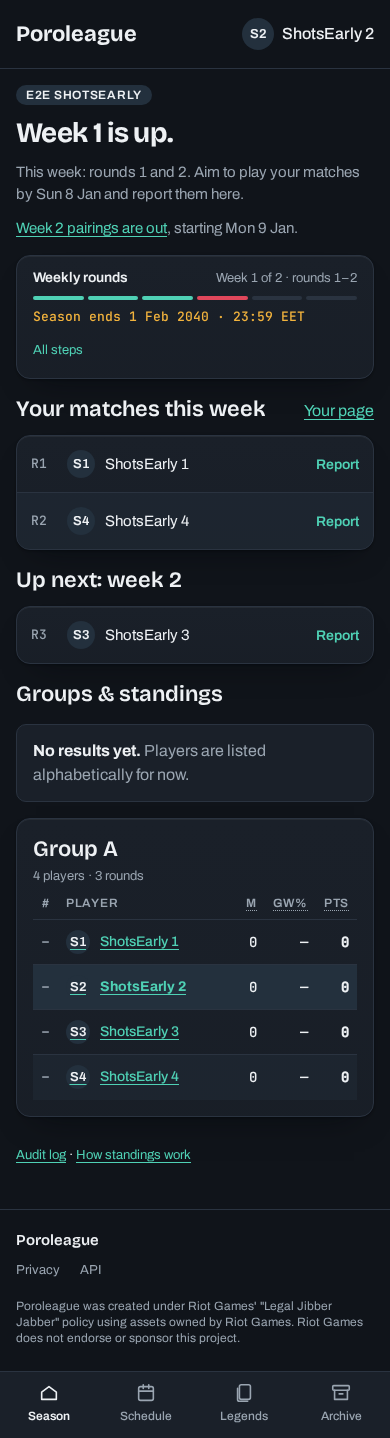 Poroleague
S2 ShotsEarly 2
E2E SHOTSEARLY
Week 1 is up.
This week: rounds 1 and 2. Aim to play your matches
by Sun 8 Jan and report them here.
Week 2 pairings are out, starting Mon 9 Jan.
Weekly rounds Week 1 of 2 · rounds 1–2
Season ends 1 Feb 2040 · 23:59 EET
All steps
Your matches this week Your page
R1 S1 ShotsEarly 1 Report
R2 S4 ShotsEarly 4 Report
Up next: week 2
R3 S3 ShotsEarly 3 Report
Groups & standings
No results yet. Players are listed
alphabetically for now.
Group A
4 players · 3 rounds
# PLAYER M GW% PTS
– S1 ShotsEarly 1 0 – 0
– S2 ShotsEarly 2 0 – 0
– S3 ShotsEarly 3 0 – 0
– S4 ShotsEarly 4 0 – 0
Audit log · How standings work
Poroleague
Privacy API
Poroleague was created under Riot Games' "Legal Jibber
Jabber" policy using assets owned by Riot Games. Riot Games
does not endorse or sponsor this project.
Season Schedule Legends Archive